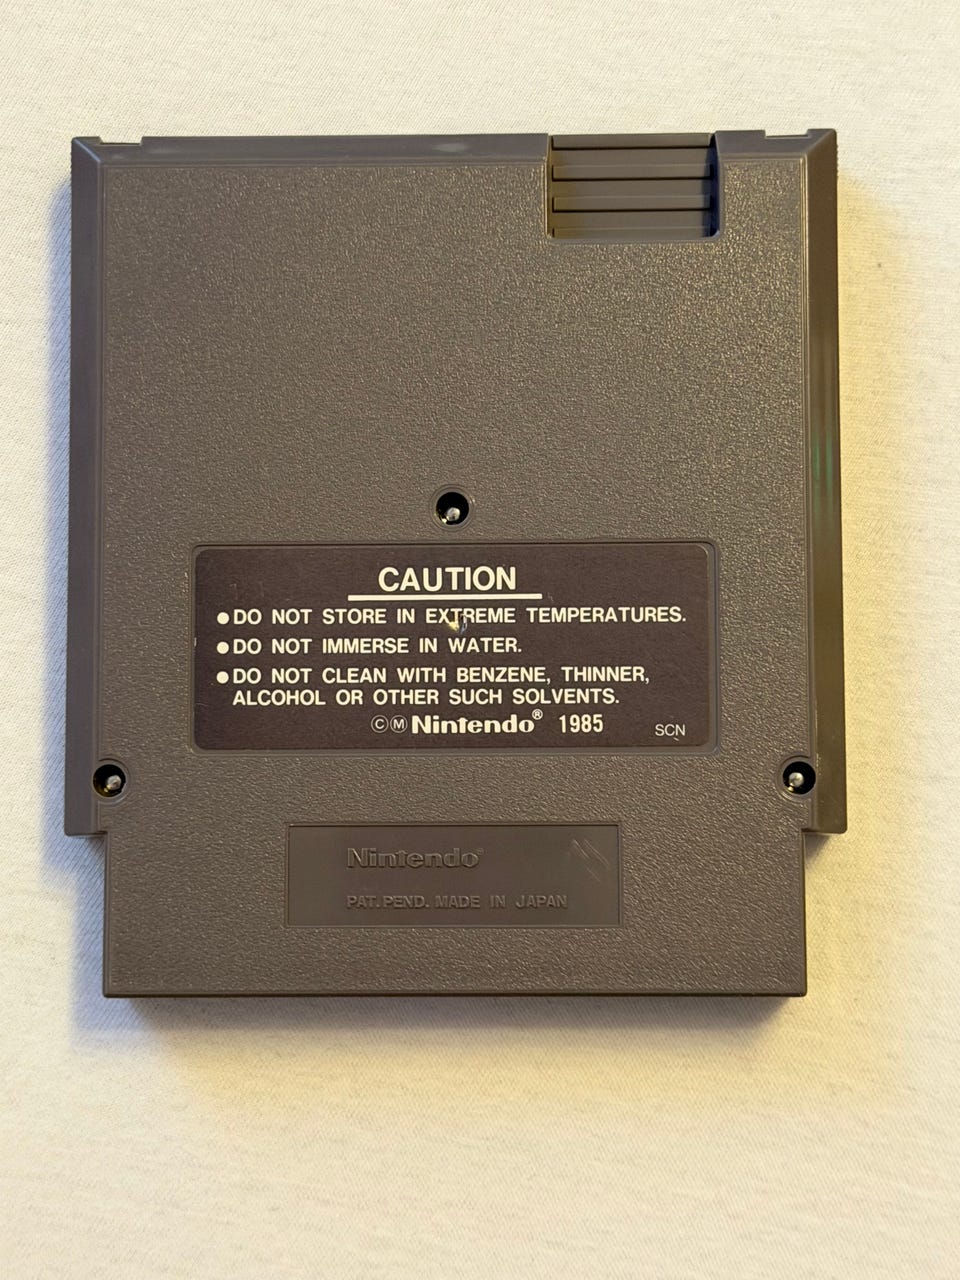 CAUTION
●DO NOT STORE IN EXTREME TEMPERATURES.
●DO NOT IMMERSE IN WATER.
●DO NOT CLEAN WITH BENZENE, THINNER,
ALCOHOL OR OTHER SUCH SOLVENTS.
ⒸⓂ Nintendo® 1985
SCN
Nintendo®
PAT.PEND. MADE IN JAPAN